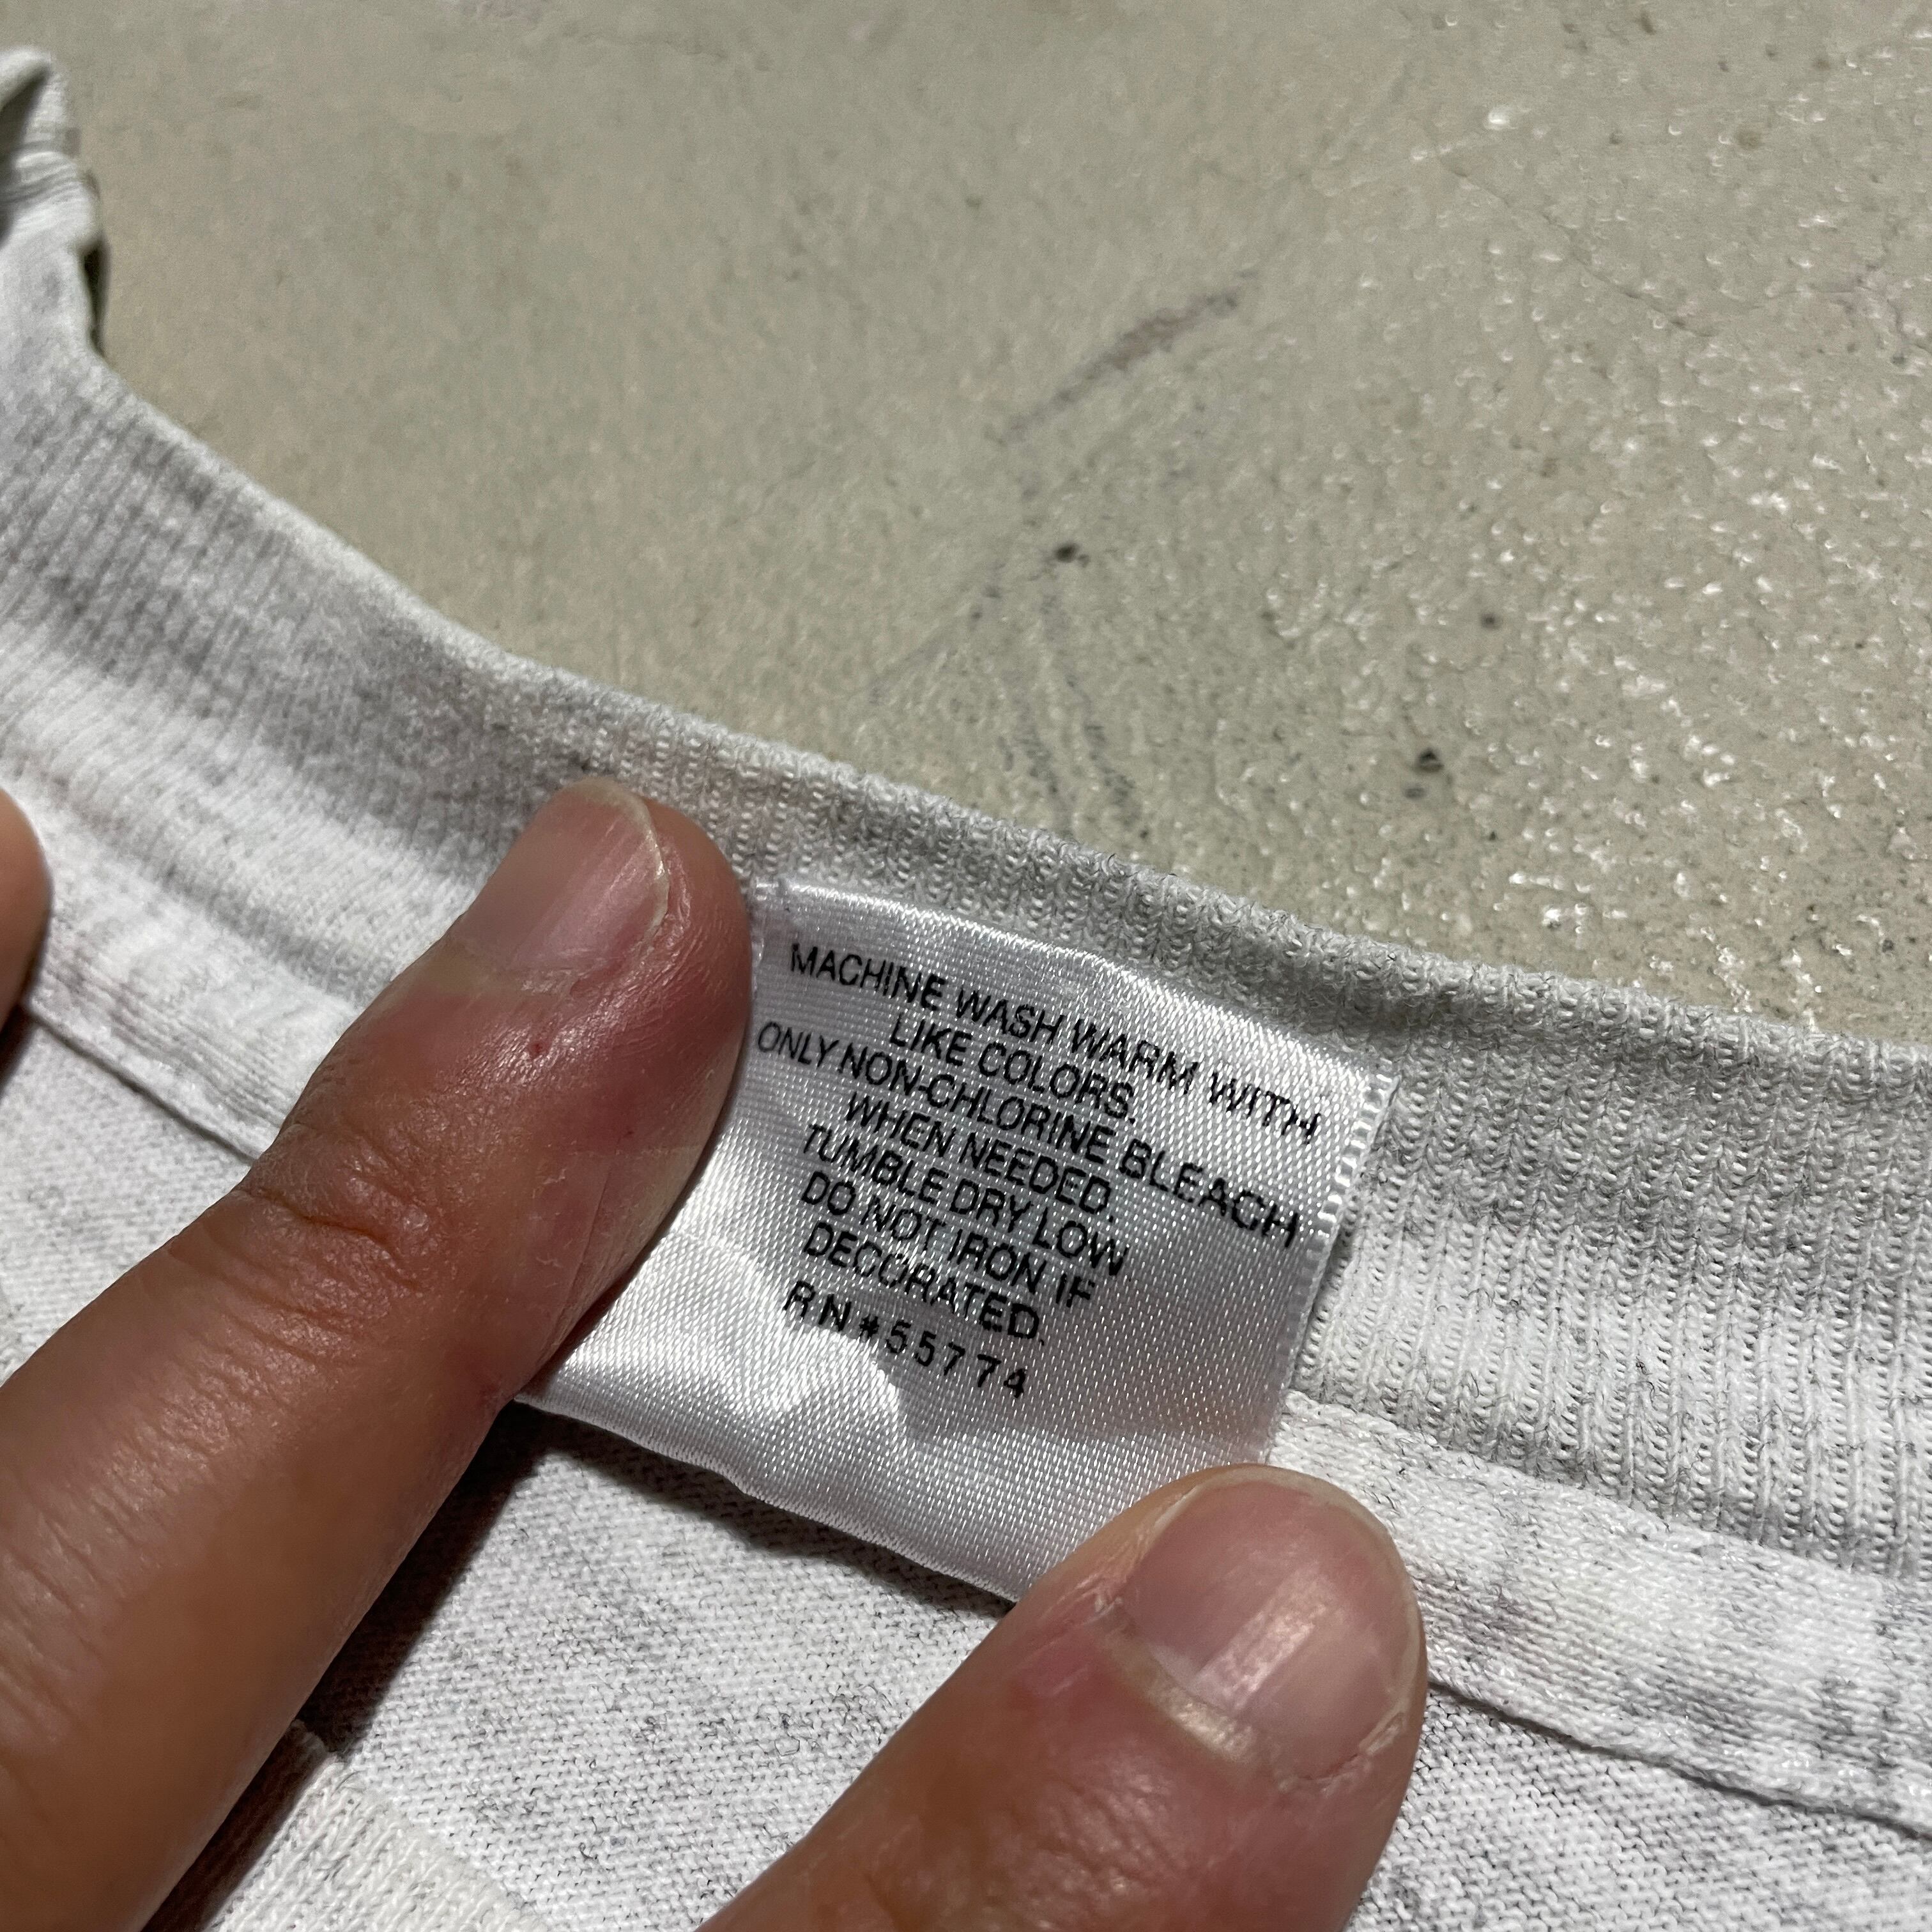 MACHINE WASH WARM WITH
LIKE COLORS.
ONLY NON-CHLORINE BLEACH
WHEN NEEDED.
TUMBLE DRY LOW
DO NOT IRON IF
DECORATED.
RN#55774